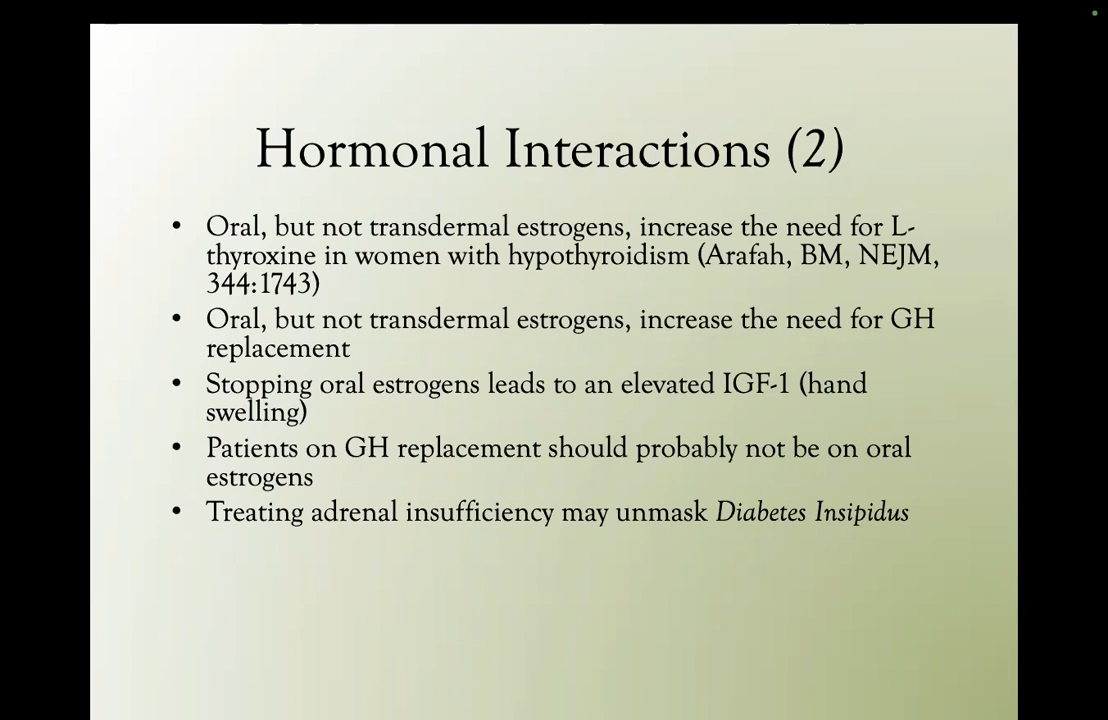 Hormonal Interactions (2)
• Oral, but not transdermal estrogens, increase the need for L-
thyroxine in women with hypothyroidism (Arafah, BM, NEJM,
344:1743)
• Oral, but not transdermal estrogens, increase the need for GH
replacement
• Stopping oral estrogens leads to an elevated IGF-1 (hand
swelling)
• Patients on GH replacement should probably not be on oral
estrogens
• Treating adrenal insufficiency may unmask Diabetes Insipidus